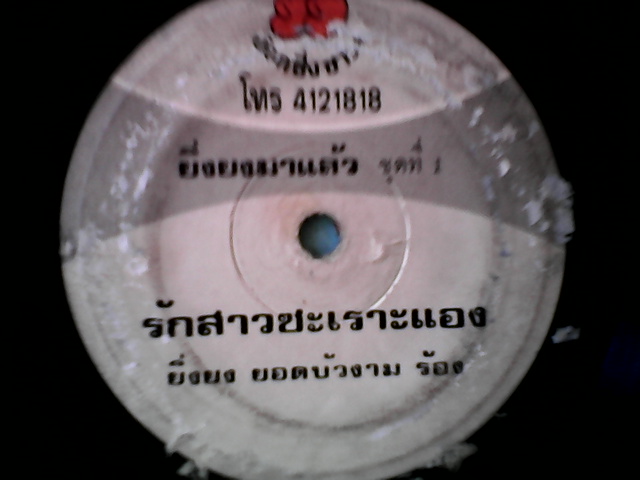 โทร 4121818
ยิ่งยงมาแล้ว ชุดที่ 1
รักสาวซะเราะแอง
ยิ่งยง ยอดบัวงาม ร้อง